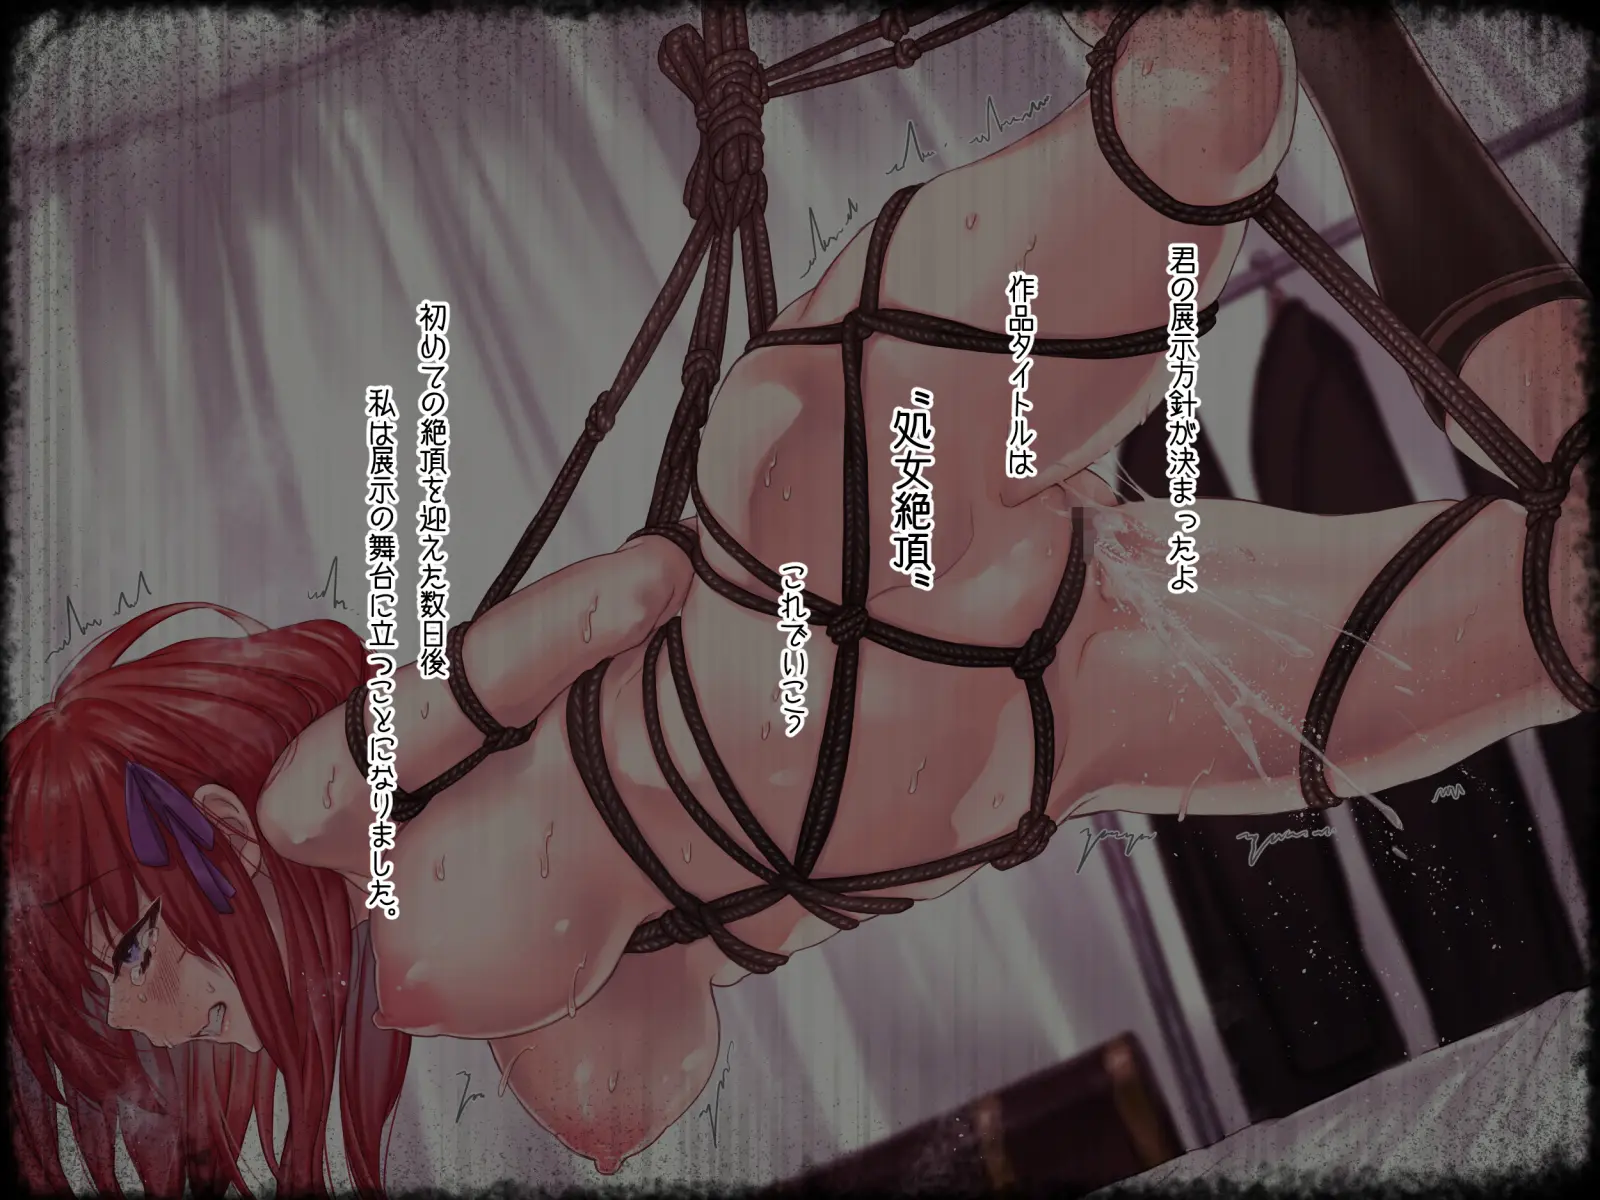 君の展示方針が決まったよ
作品タイトルは
〝処女絶頂〟
これでいこう
初めての絶頂を迎えた数日後
私は展示の舞台に立つことになりました。